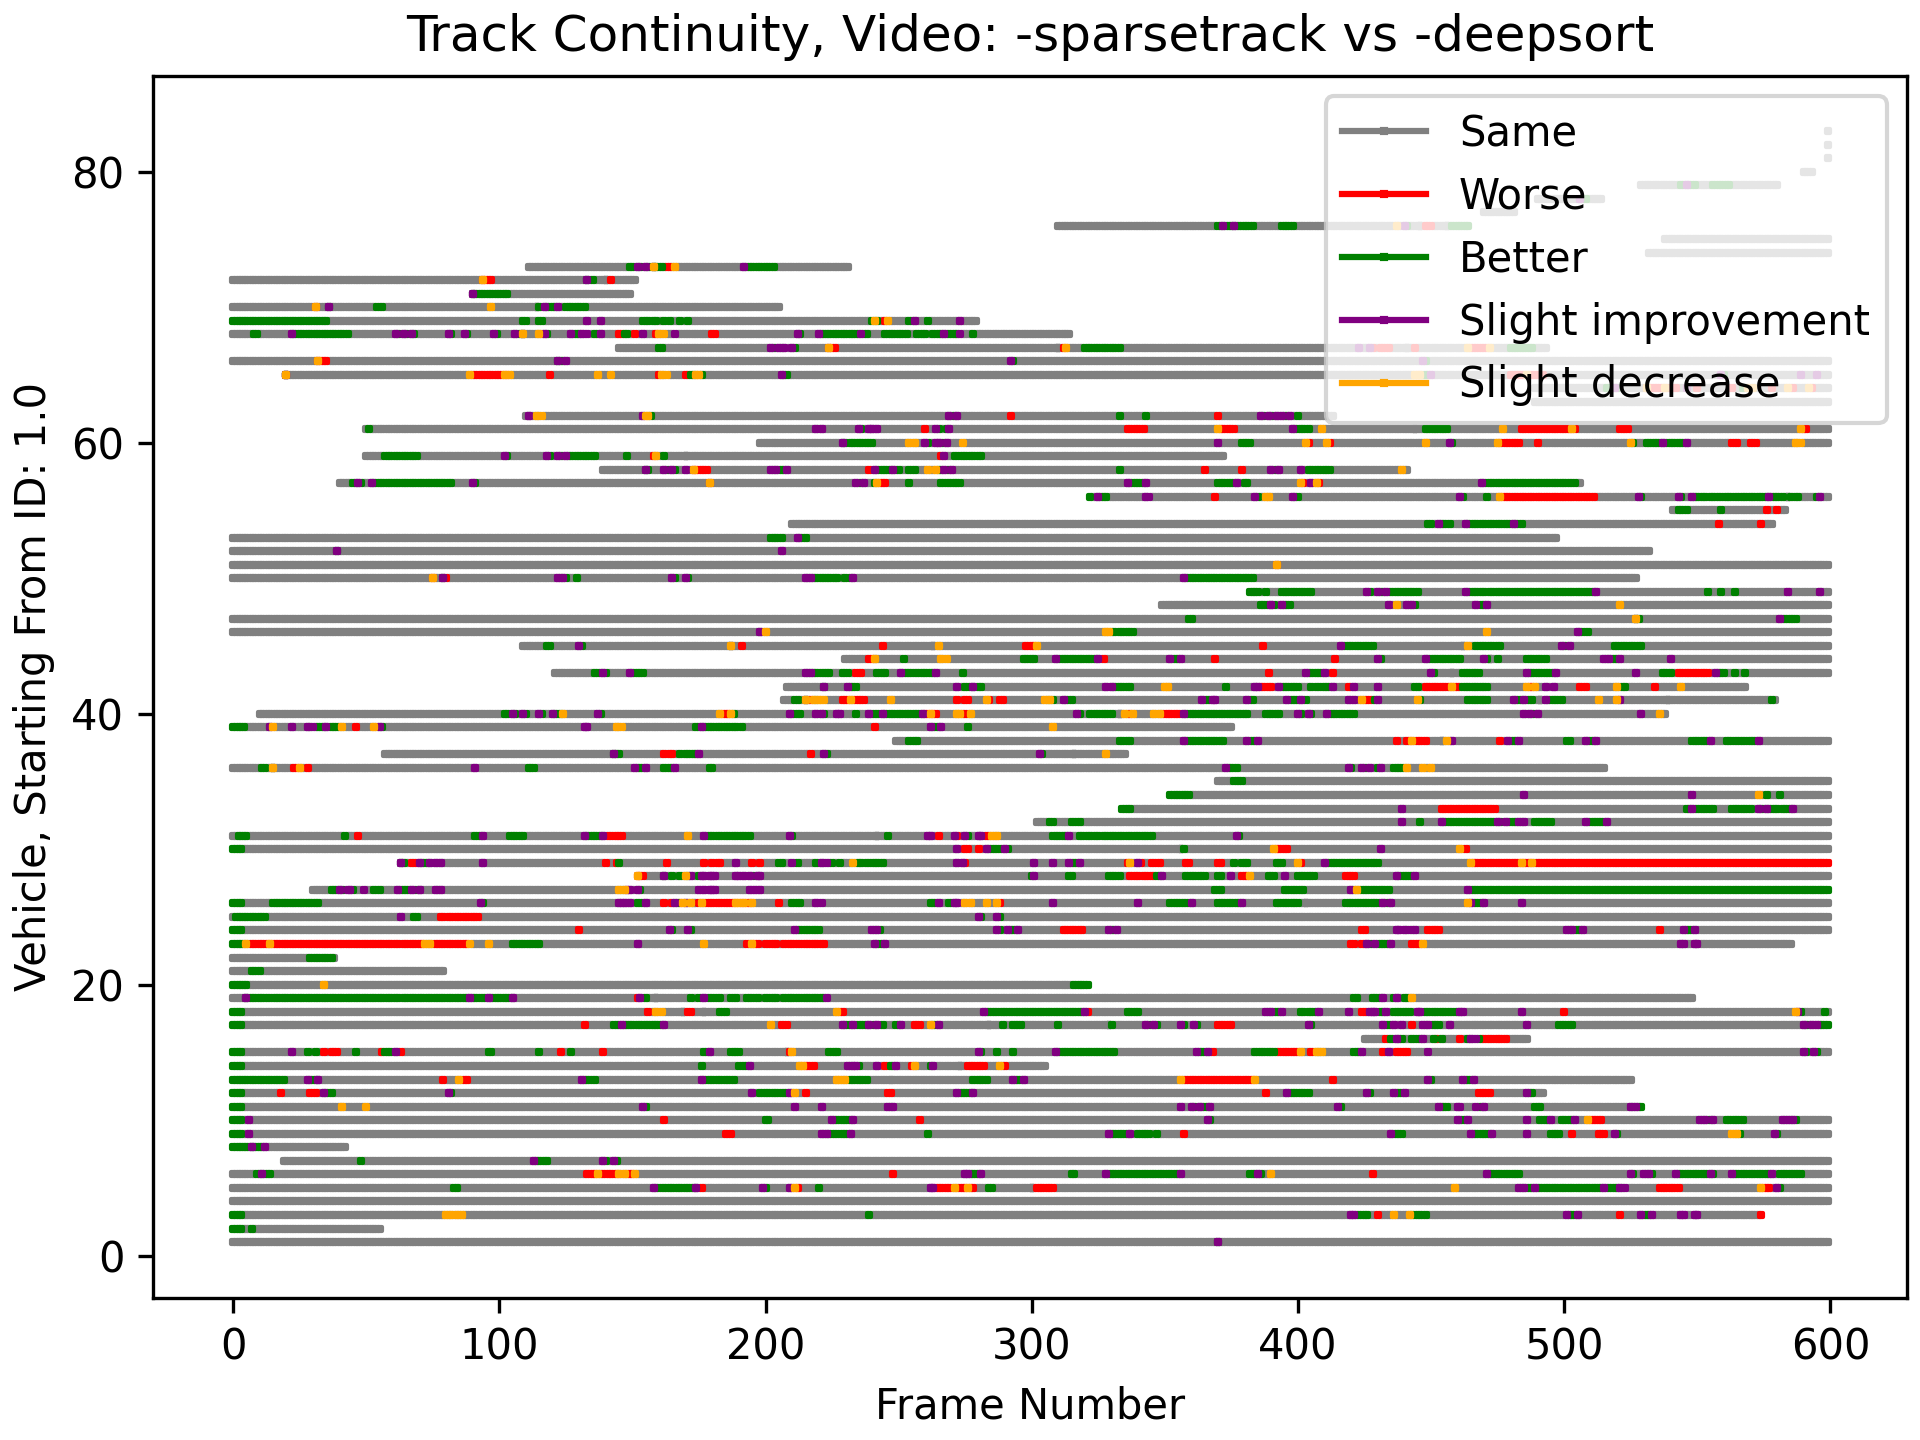 Track Continuity, Video: -sparsetrack vs -deepsort
Same
Worse
Better
Slight improvement
Slight decrease
Vehicle, Starting From ID: 1.0
80
60
40
20
0
0 100 200 300 400 500 600
Frame Number